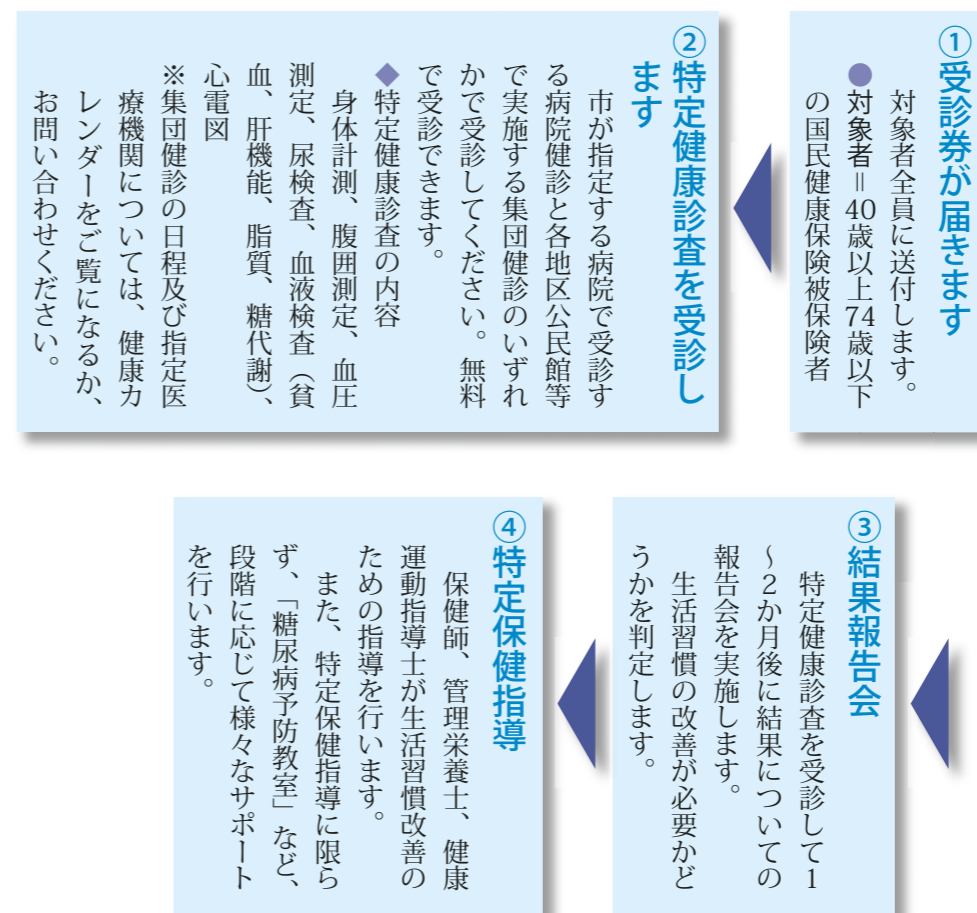 ①受診券が届きます
対象者全員に送付します。
●対象者＝40歳以上74歳以下
の国民健康保険被保険者
②特定健康診査を受診し
ます
市が指定する病院で受診す
る病院健診と各地区公民館等
で実施する集団健診のいずれ
かで受診してください。無料
で受診できます。
◆特定健康診査の内容
身体計測、腹囲測定、血圧
測定、尿検査、血液検査（貧
血、肝機能、脂質、糖代謝）、
心電図
※集団健診の日程及び指定医
療機関については、健康カ
レンダーをご覧になるか、
お問い合わせください。
③結果報告会
特定健康診査を受診して1
～2か月後に結果についての
報告会を実施します。
生活習慣の改善が必要かど
うかを判定します。
④特定保健指導
保健師、管理栄養士、健康
運動指導士が生活習慣改善の
ための指導を行います。
また、特定保健指導に限ら
ず、「糖尿病予防教室」など、
段階に応じて様々なサポート
を行います。